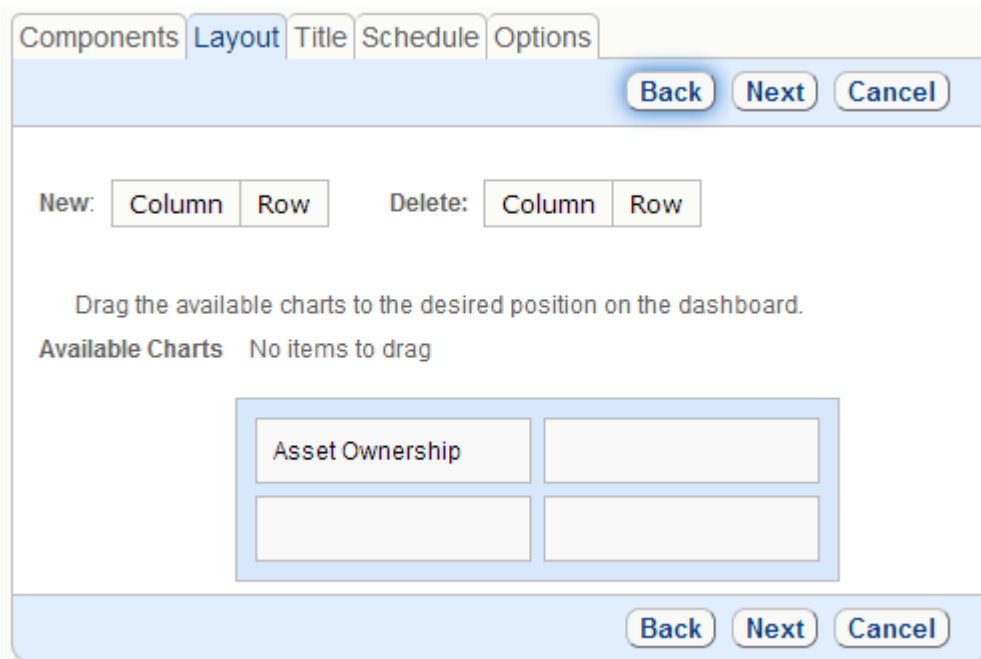 Components Layout Title Schedule Options
Back Next Cancel
New: Column Row Delete: Column Row
Drag the available charts to the desired position on the dashboard.
Available Charts No items to drag
Asset Ownership
Back Next Cancel